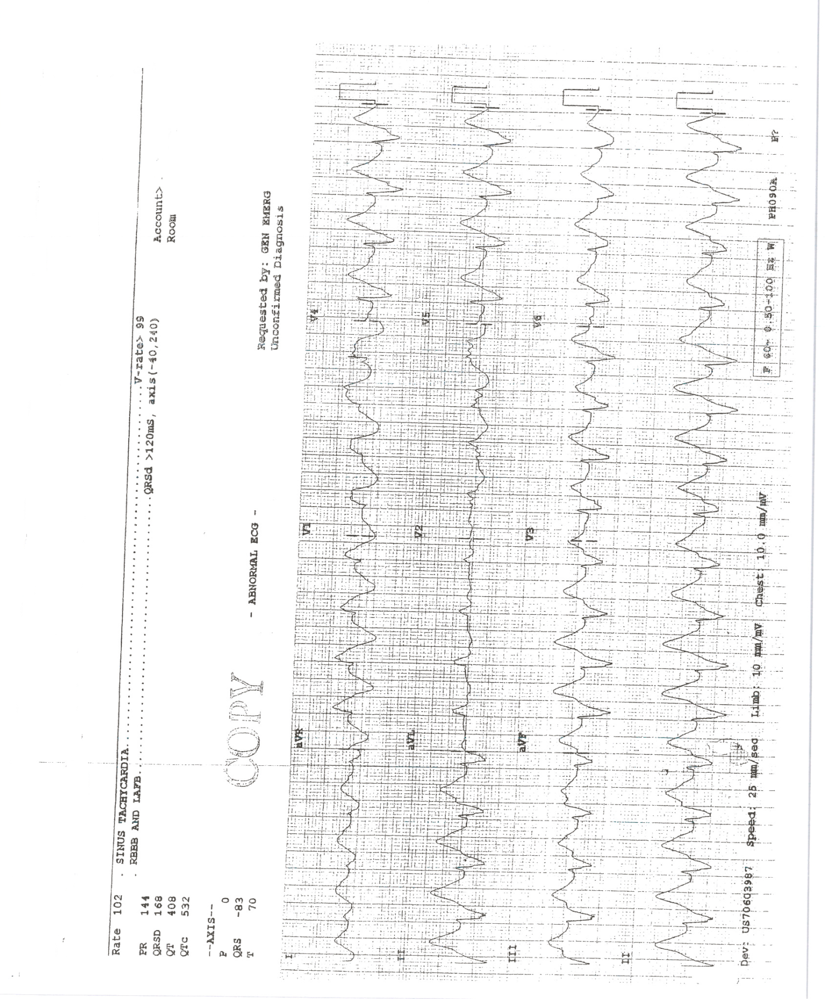 Rate 102 . SINUS TACHYCARDIA..............................V-rate> 99
. RBBB AND LAFB..............................QRSd >120mS, axis(-40,240)
PR 144
QRSD 168
QT 408
QTc 532
Account>
Room
--AXIS--
P 0
QRS -83
T 70
COPY
- ABNORMAL ECG -
Requested by: GEN EMERG
Unconfirmed Diagnosis
I aVR V1 V4
II aVL V2 V5
III aVF V3 V6
II
Dev: US70603987 Speed: 25 mm/sec Limb: 10 mm/mV Chest: 10.0 mm/mV F 60~ 0.50-100 Hz W PH090A